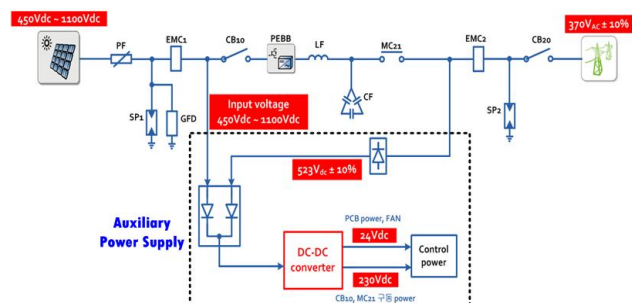 450Vdc ~ 1100Vdc
370VAC ± 10%
PF
EMC1
CB10
PEBB
LF
MC21
EMC2
CB20
CF
SP1
GFD
SP2
Input voltage
450Vdc ~ 1100Vdc
523Vdc ± 10%
Auxiliary
Power Supply
PCB power, FAN
24Vdc
DC-DC
converter
Control
power
230Vdc
CB10, MC21 구동 power